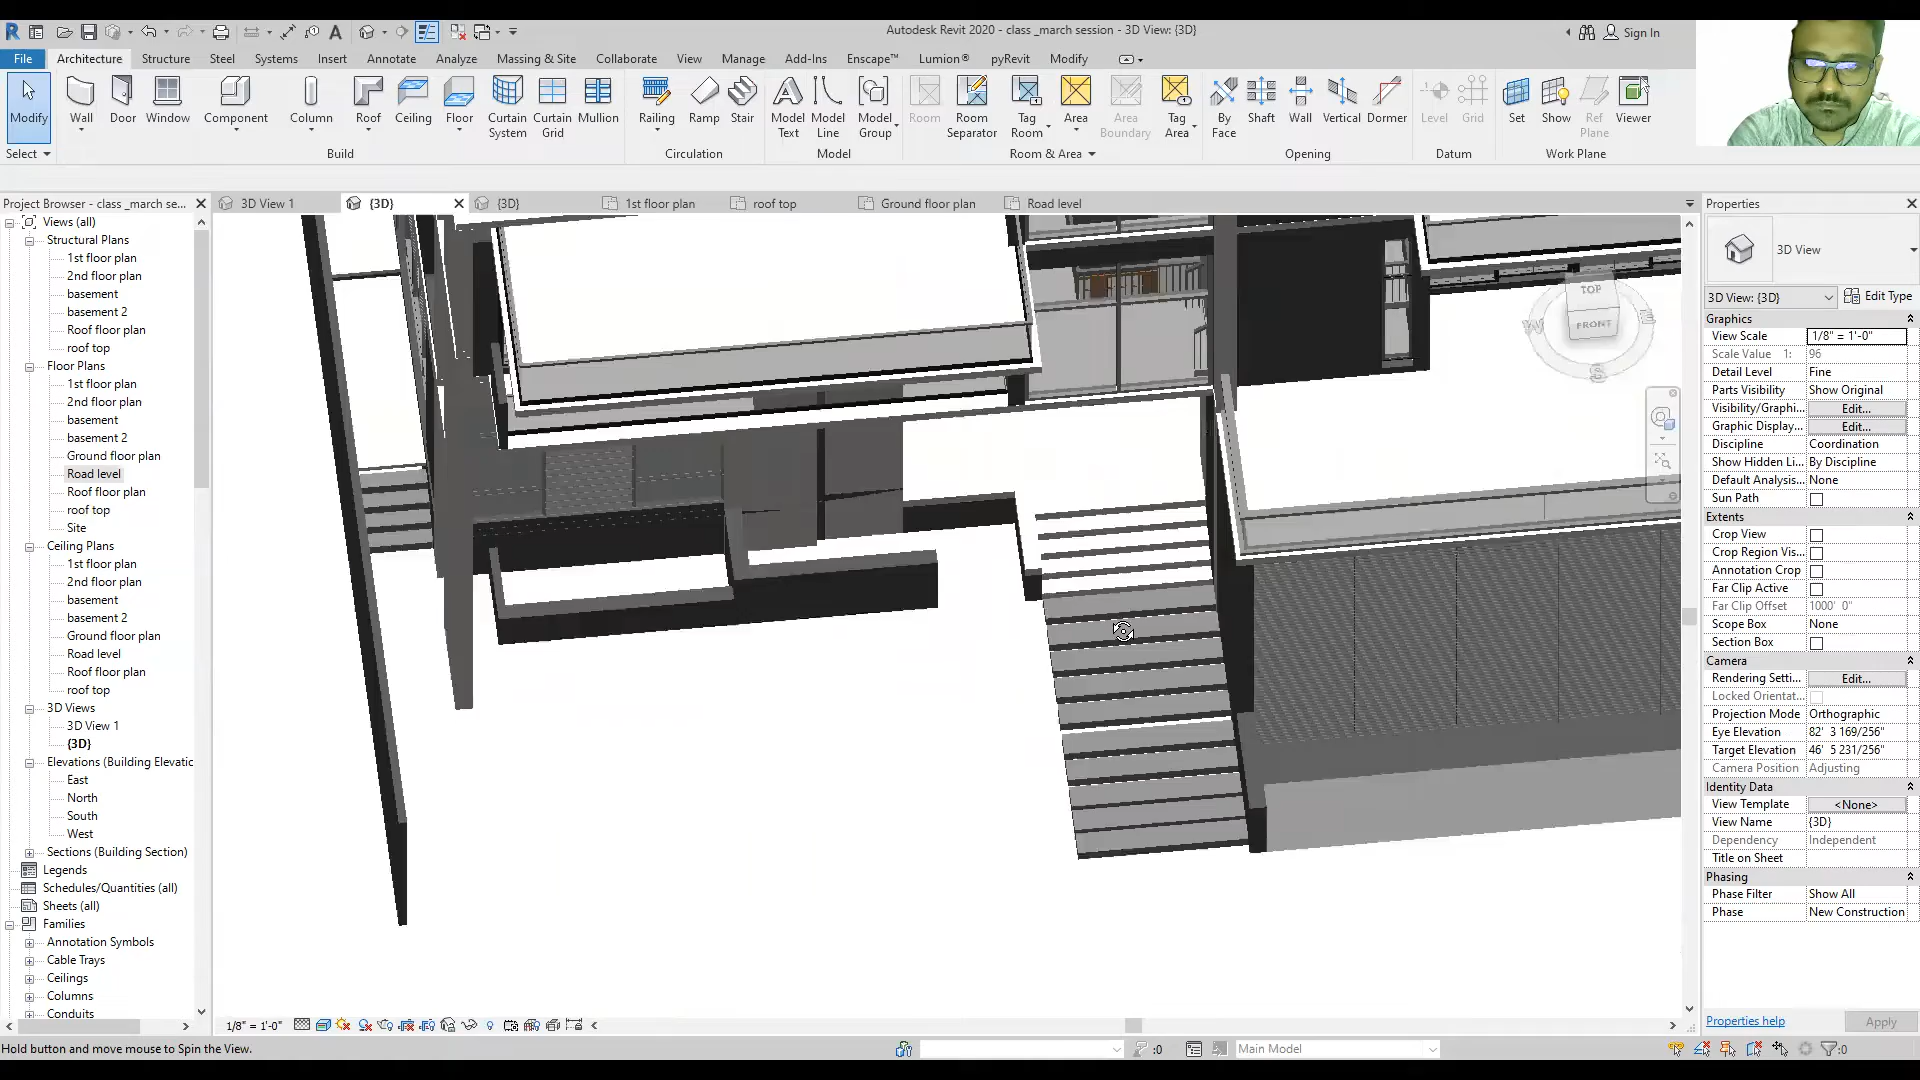 Autodesk Revit 2020 - class _march session - 3D View: {3D}
Sign In
File Architecture Structure Steel Systems Insert Annotate Analyze Massing & Site Collaborate View Manage Add-Ins Enscape™ Lumion® pyRevit Modify
Modify Wall Door Window Component Column Roof Ceiling Floor Curtain System Curtain Grid Mullion Railing Ramp Stair Model Text Model Line Model Group Room Room Separator Tag Room Area Area Boundary Tag Area By Face Shaft Wall Vertical Dormer Level Grid Set Show Ref Plane Viewer
Select Build Circulation Model Room & Area Opening Datum Work Plane
Project Browser - class _march se...
3D View 1
{3D}
{3D}
1st floor plan
roof top
Ground floor plan
Road level
Views (all)
Structural Plans
1st floor plan
2nd floor plan
basement
basement 2
Roof floor plan
roof top
Floor Plans
1st floor plan
2nd floor plan
basement
basement 2
Ground floor plan
Road level
Roof floor plan
roof top
Site
Ceiling Plans
1st floor plan
2nd floor plan
basement
basement 2
Ground floor plan
Road level
Roof floor plan
roof top
3D Views
3D View 1
{3D}
Elevations (Building Elevatic
East
North
South
West
Sections (Building Section)
Legends
Schedules/Quantities (all)
Sheets (all)
Families
Annotation Symbols
Cable Trays
Ceilings
Columns
Conduits
TOP
FRONT
W
E
S
Properties
3D View
3D View: {3D} Edit Type
Graphics
View Scale 1/8" = 1'-0"
Scale Value 1: 96
Detail Level Fine
Parts Visibility Show Original
Visibility/Graphi... Edit...
Graphic Display... Edit...
Discipline Coordination
Show Hidden Li... By Discipline
Default Analysis... None
Sun Path
Extents
Crop View
Crop Region Vis...
Annotation Crop
Far Clip Active
Far Clip Offset 1000' 0"
Scope Box None
Section Box
Camera
Rendering Setti... Edit...
Locked Orientat...
Projection Mode Orthographic
Eye Elevation 82' 3 169/256"
Target Elevation 46' 5 231/256"
Camera Position Adjusting
Identity Data
View Template <None>
View Name {3D}
Dependency Independent
Title on Sheet
Phasing
Phase Filter Show All
Phase New Construction
Properties help Apply
1/8" = 1'-0"
Hold button and move mouse to Spin the View.
:0
Main Model
:0